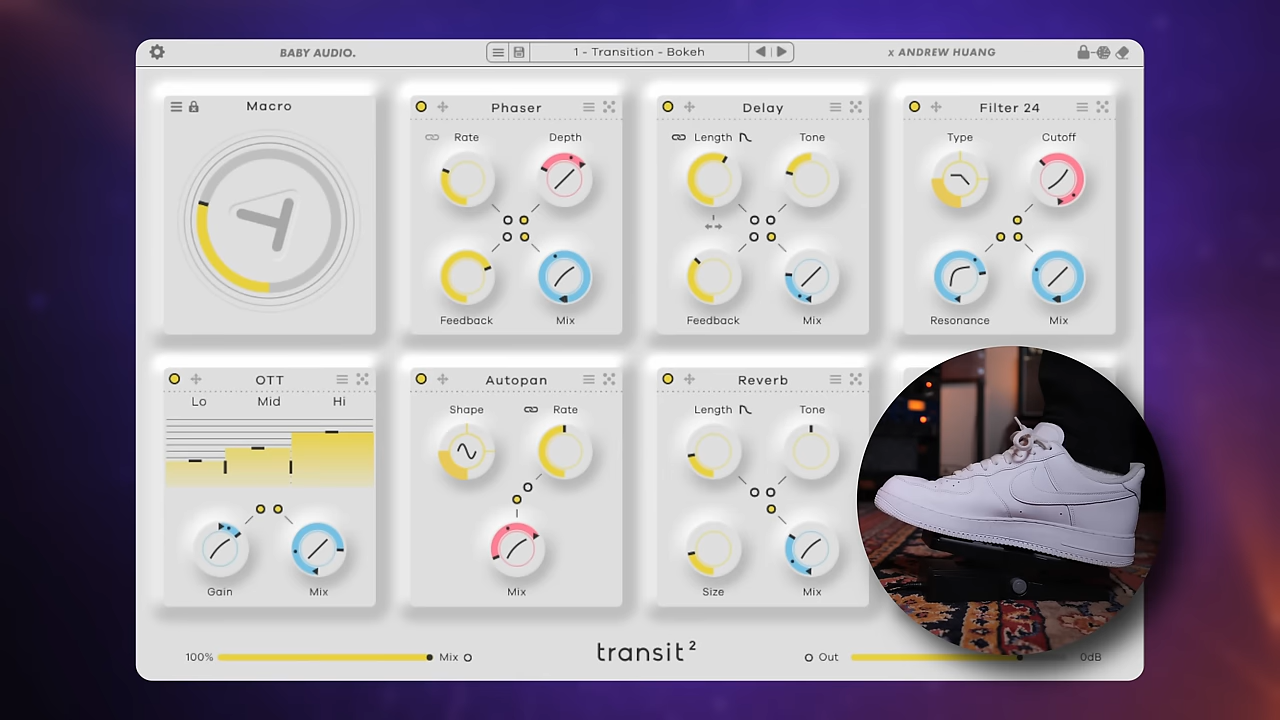 BABY AUDIO.
1 - Transition - Bokeh
x ANDREW HUANG
Macro
Phaser
Rate
Depth
Feedback
Mix
Delay
Length
Tone
Feedback
Mix
Filter 24
Type
Cutoff
Resonance
Mix
OTT
Lo
Mid
Hi
Gain
Mix
Autopan
Shape
Rate
Mix
Reverb
Length
Tone
Size
Mix
100%
Mix
transit²
Out
0dB